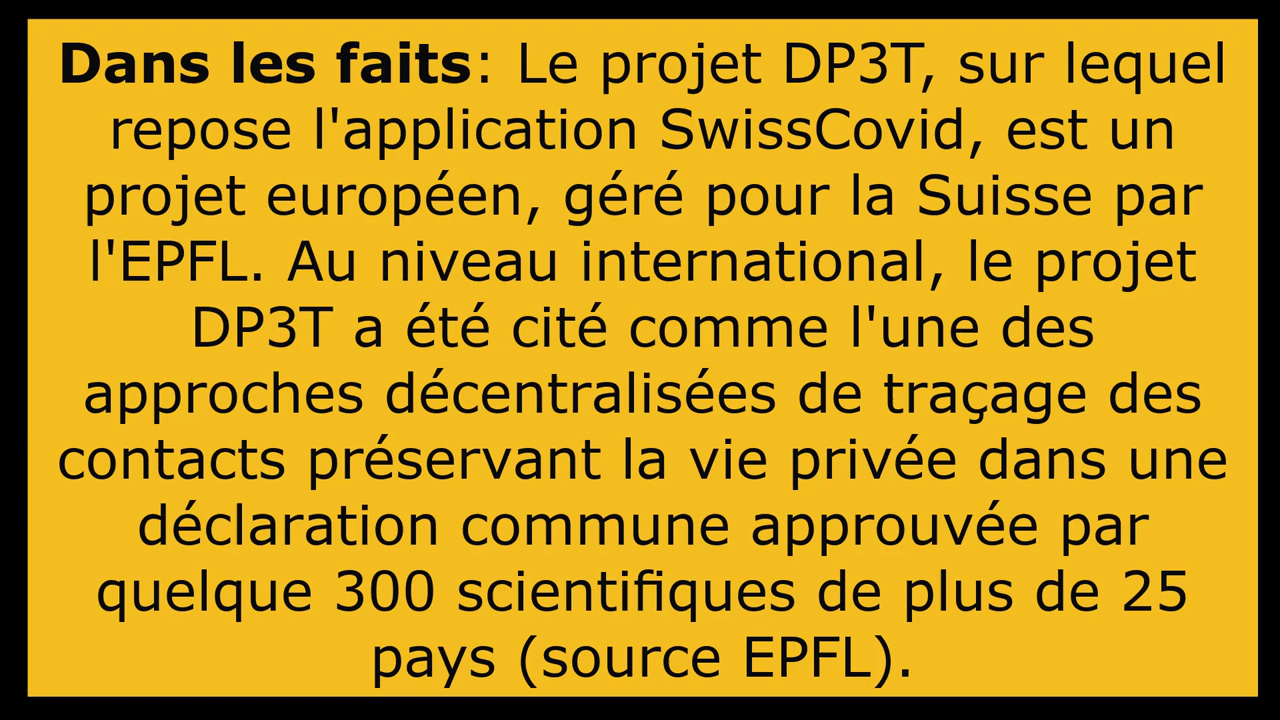 Dans les faits: Le projet DP3T, sur lequel
repose l'application SwissCovid, est un
projet européen, géré pour la Suisse par
l'EPFL. Au niveau international, le projet
DP3T a été cité comme l'une des
approches décentralisées de traçage des
contacts préservant la vie privée dans une
déclaration commune approuvée par
quelque 300 scientifiques de plus de 25
pays (source EPFL).